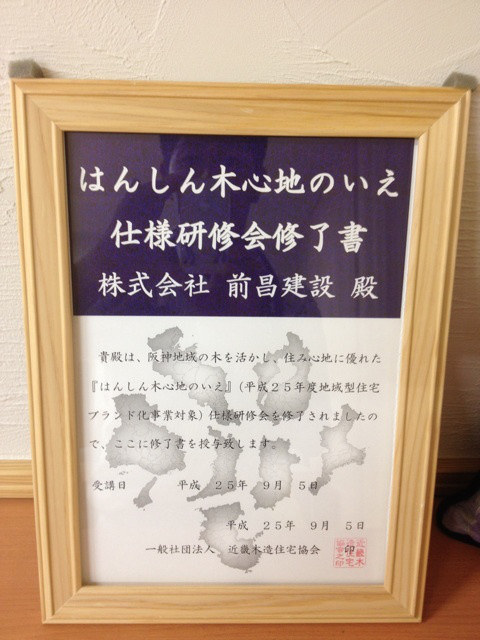 はんしん木心地のいえ
仕様研修会修了書
株式会社 前昌建設 殿
貴殿は、阪神地域の木を活かし、住み心地に優れた
『はんしん木心地のいえ』(平成25年度地域型住宅
ブランド化事業対象)仕様研修会を修了されましたの
で、ここに修了書を授与致します。
受講日 平成 25年 9月 5日
平成 25年 9月 5日
一般社団法人 近畿木造住宅協会